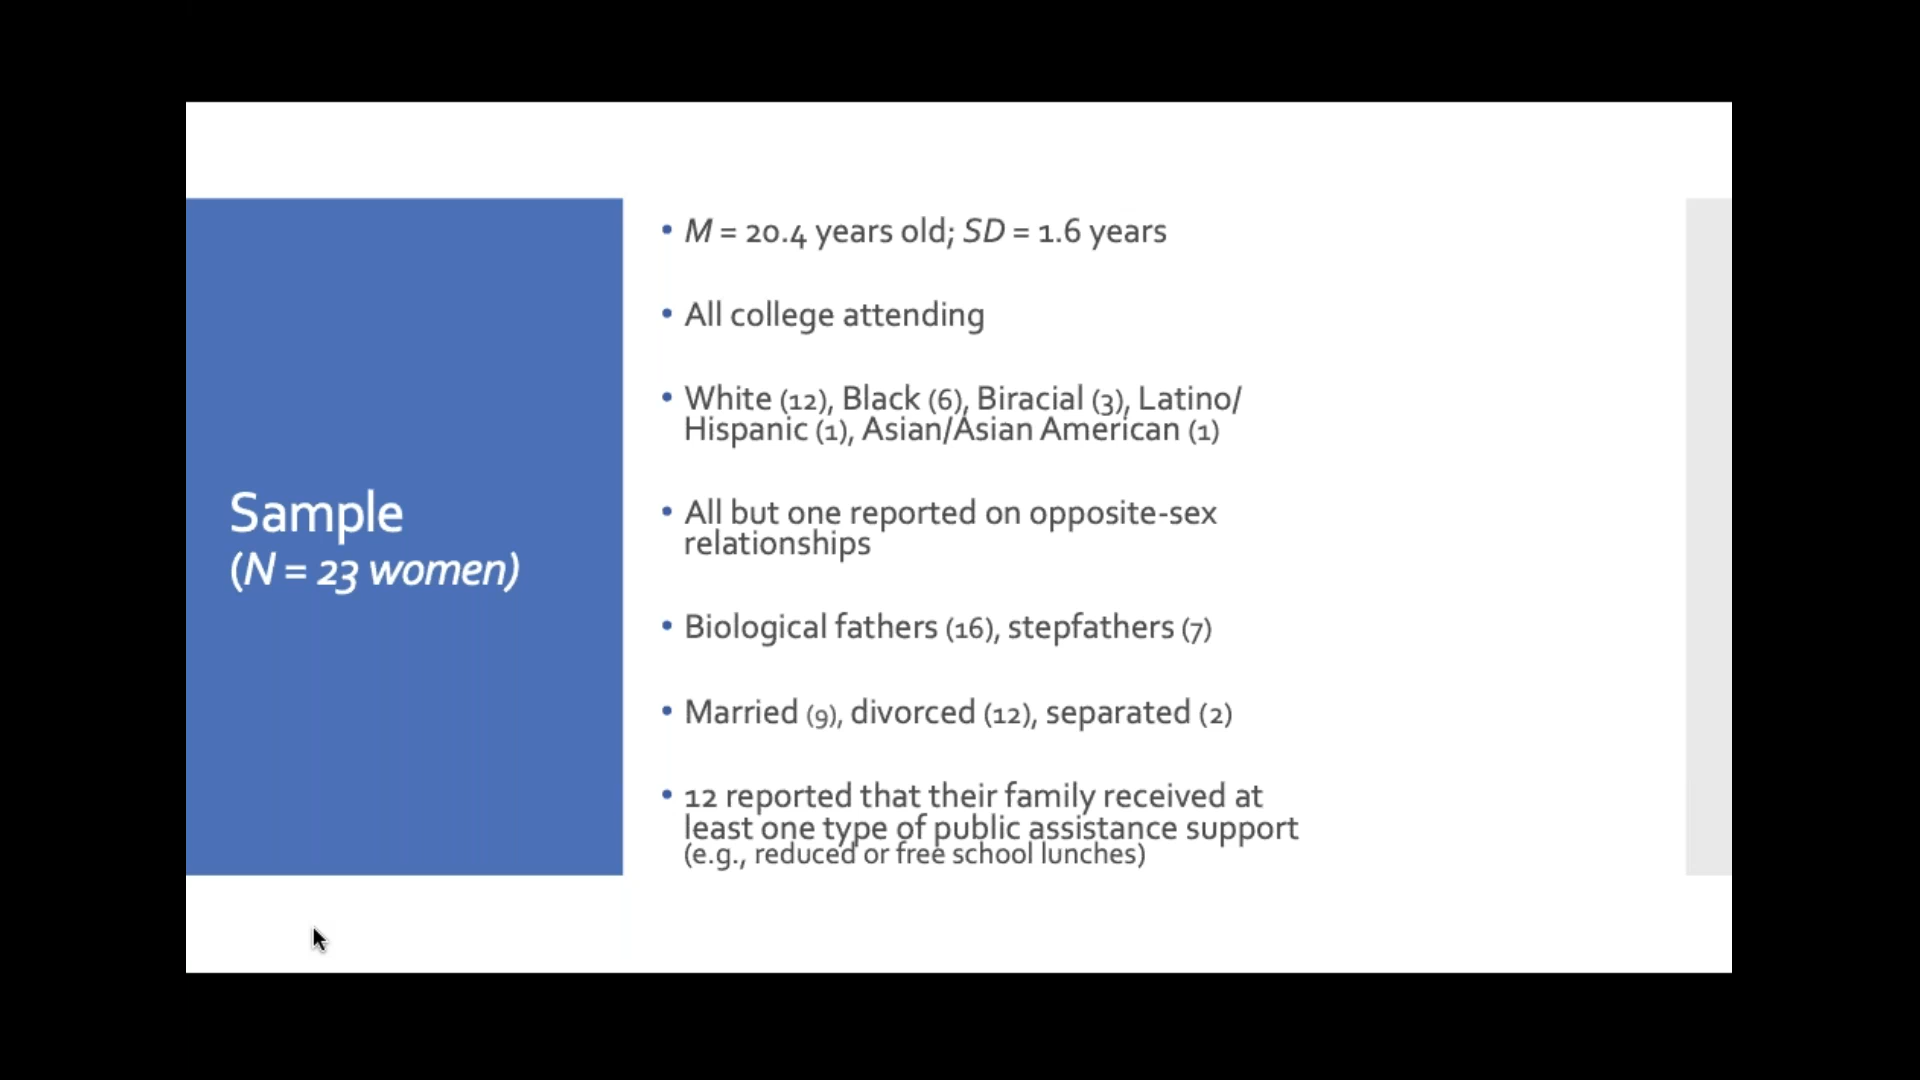 Sample
(N = 23 women)
• M = 20.4 years old; SD = 1.6 years
• All college attending
• White (12), Black (6), Biracial (3), Latino/
Hispanic (1), Asian/Asian American (1)
• All but one reported on opposite-sex
relationships
• Biological fathers (16), stepfathers (7)
• Married (9), divorced (12), separated (2)
• 12 reported that their family received at
least one type of public assistance support
(e.g., reduced or free school lunches)